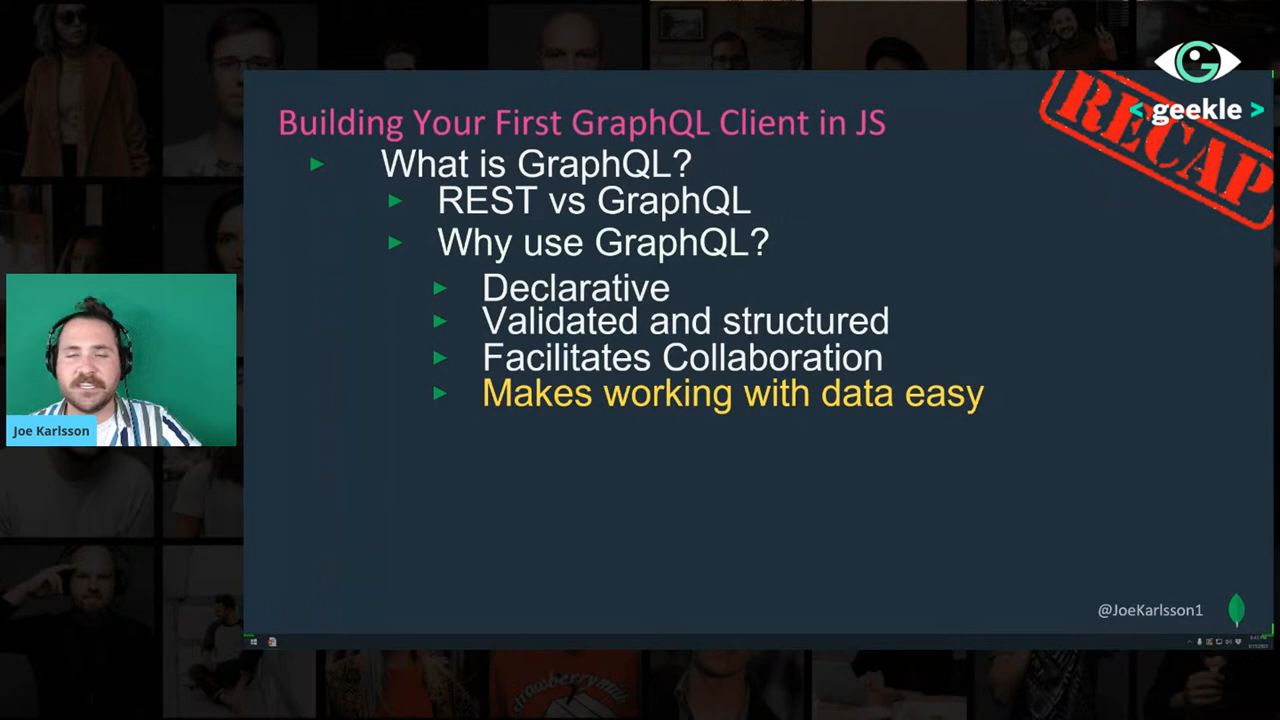 < geekle >
RECAP
Building Your First GraphQL Client in JS
What is GraphQL?
REST vs GraphQL
Why use GraphQL?
Declarative
Validated and structured
Facilitates Collaboration
Makes working with data easy
Joe Karlsson
@JoeKarlsson1